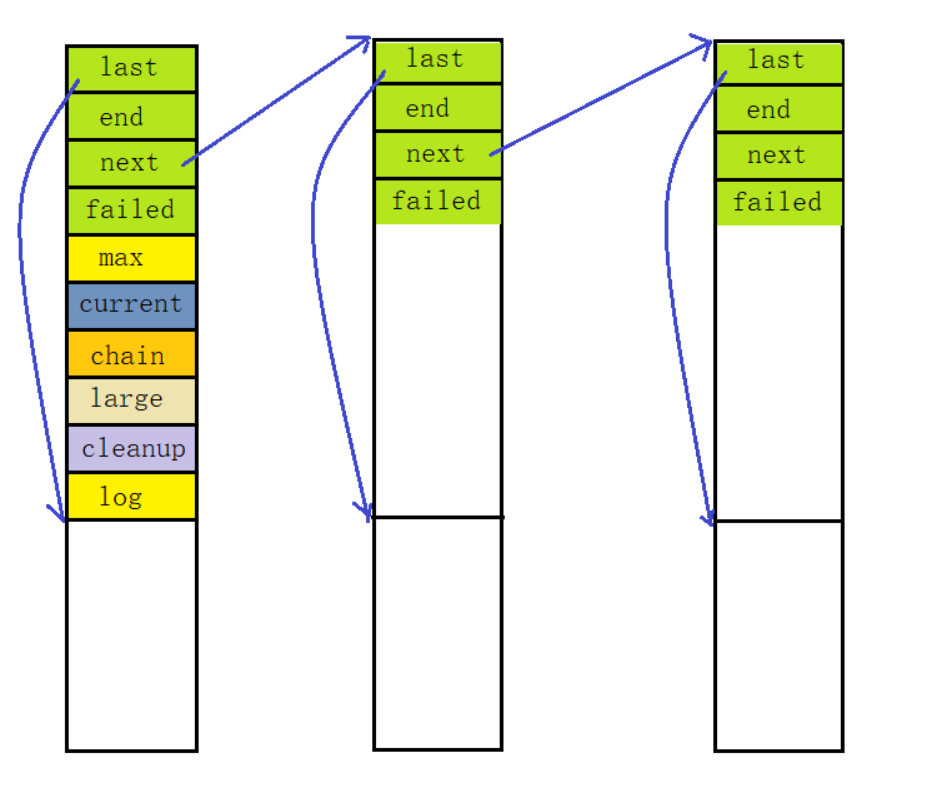 last
end
next
failed
max
current
chain
large
cleanup
log
last
end
next
failed
last
end
next
failed